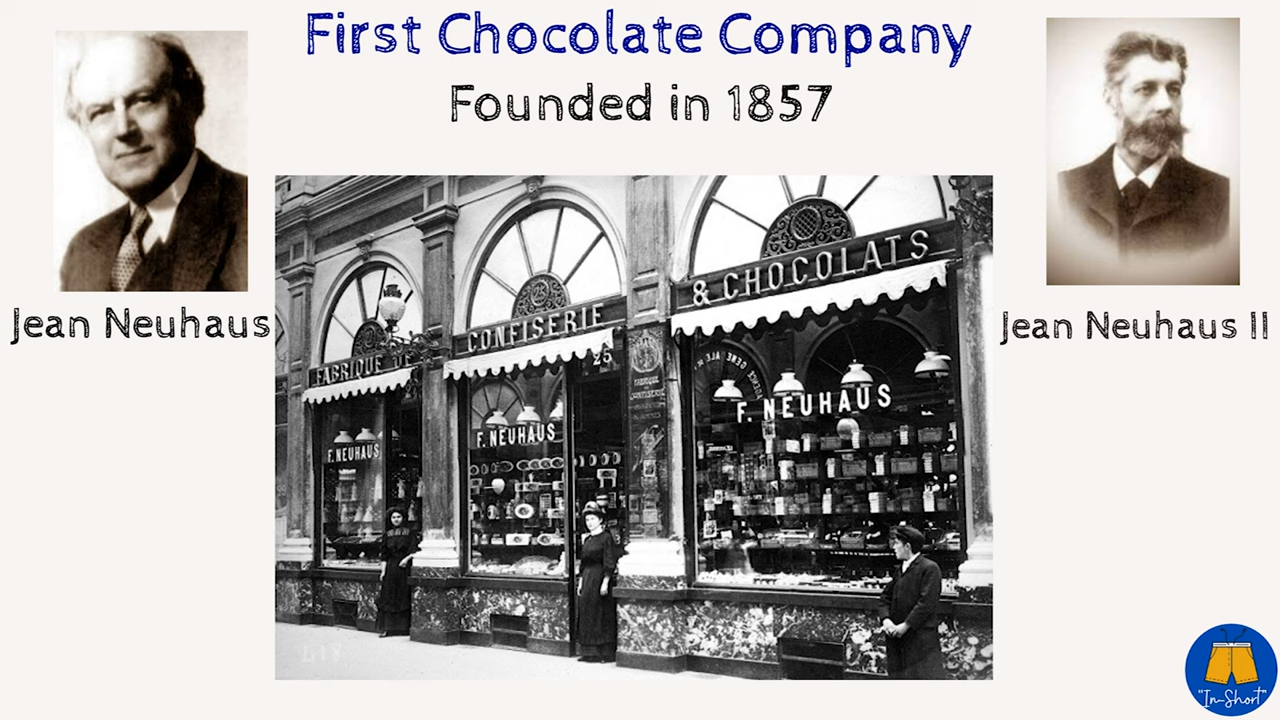 First Chocolate Company
Founded in 1857
Jean Neuhaus
Jean Neuhaus II
FABRIQUE DE
CONFISERIE
& CHOCOLATS
25
F. NEUHAUS
F. NEUHAUS
F. NEUHAUS
"In-Short"